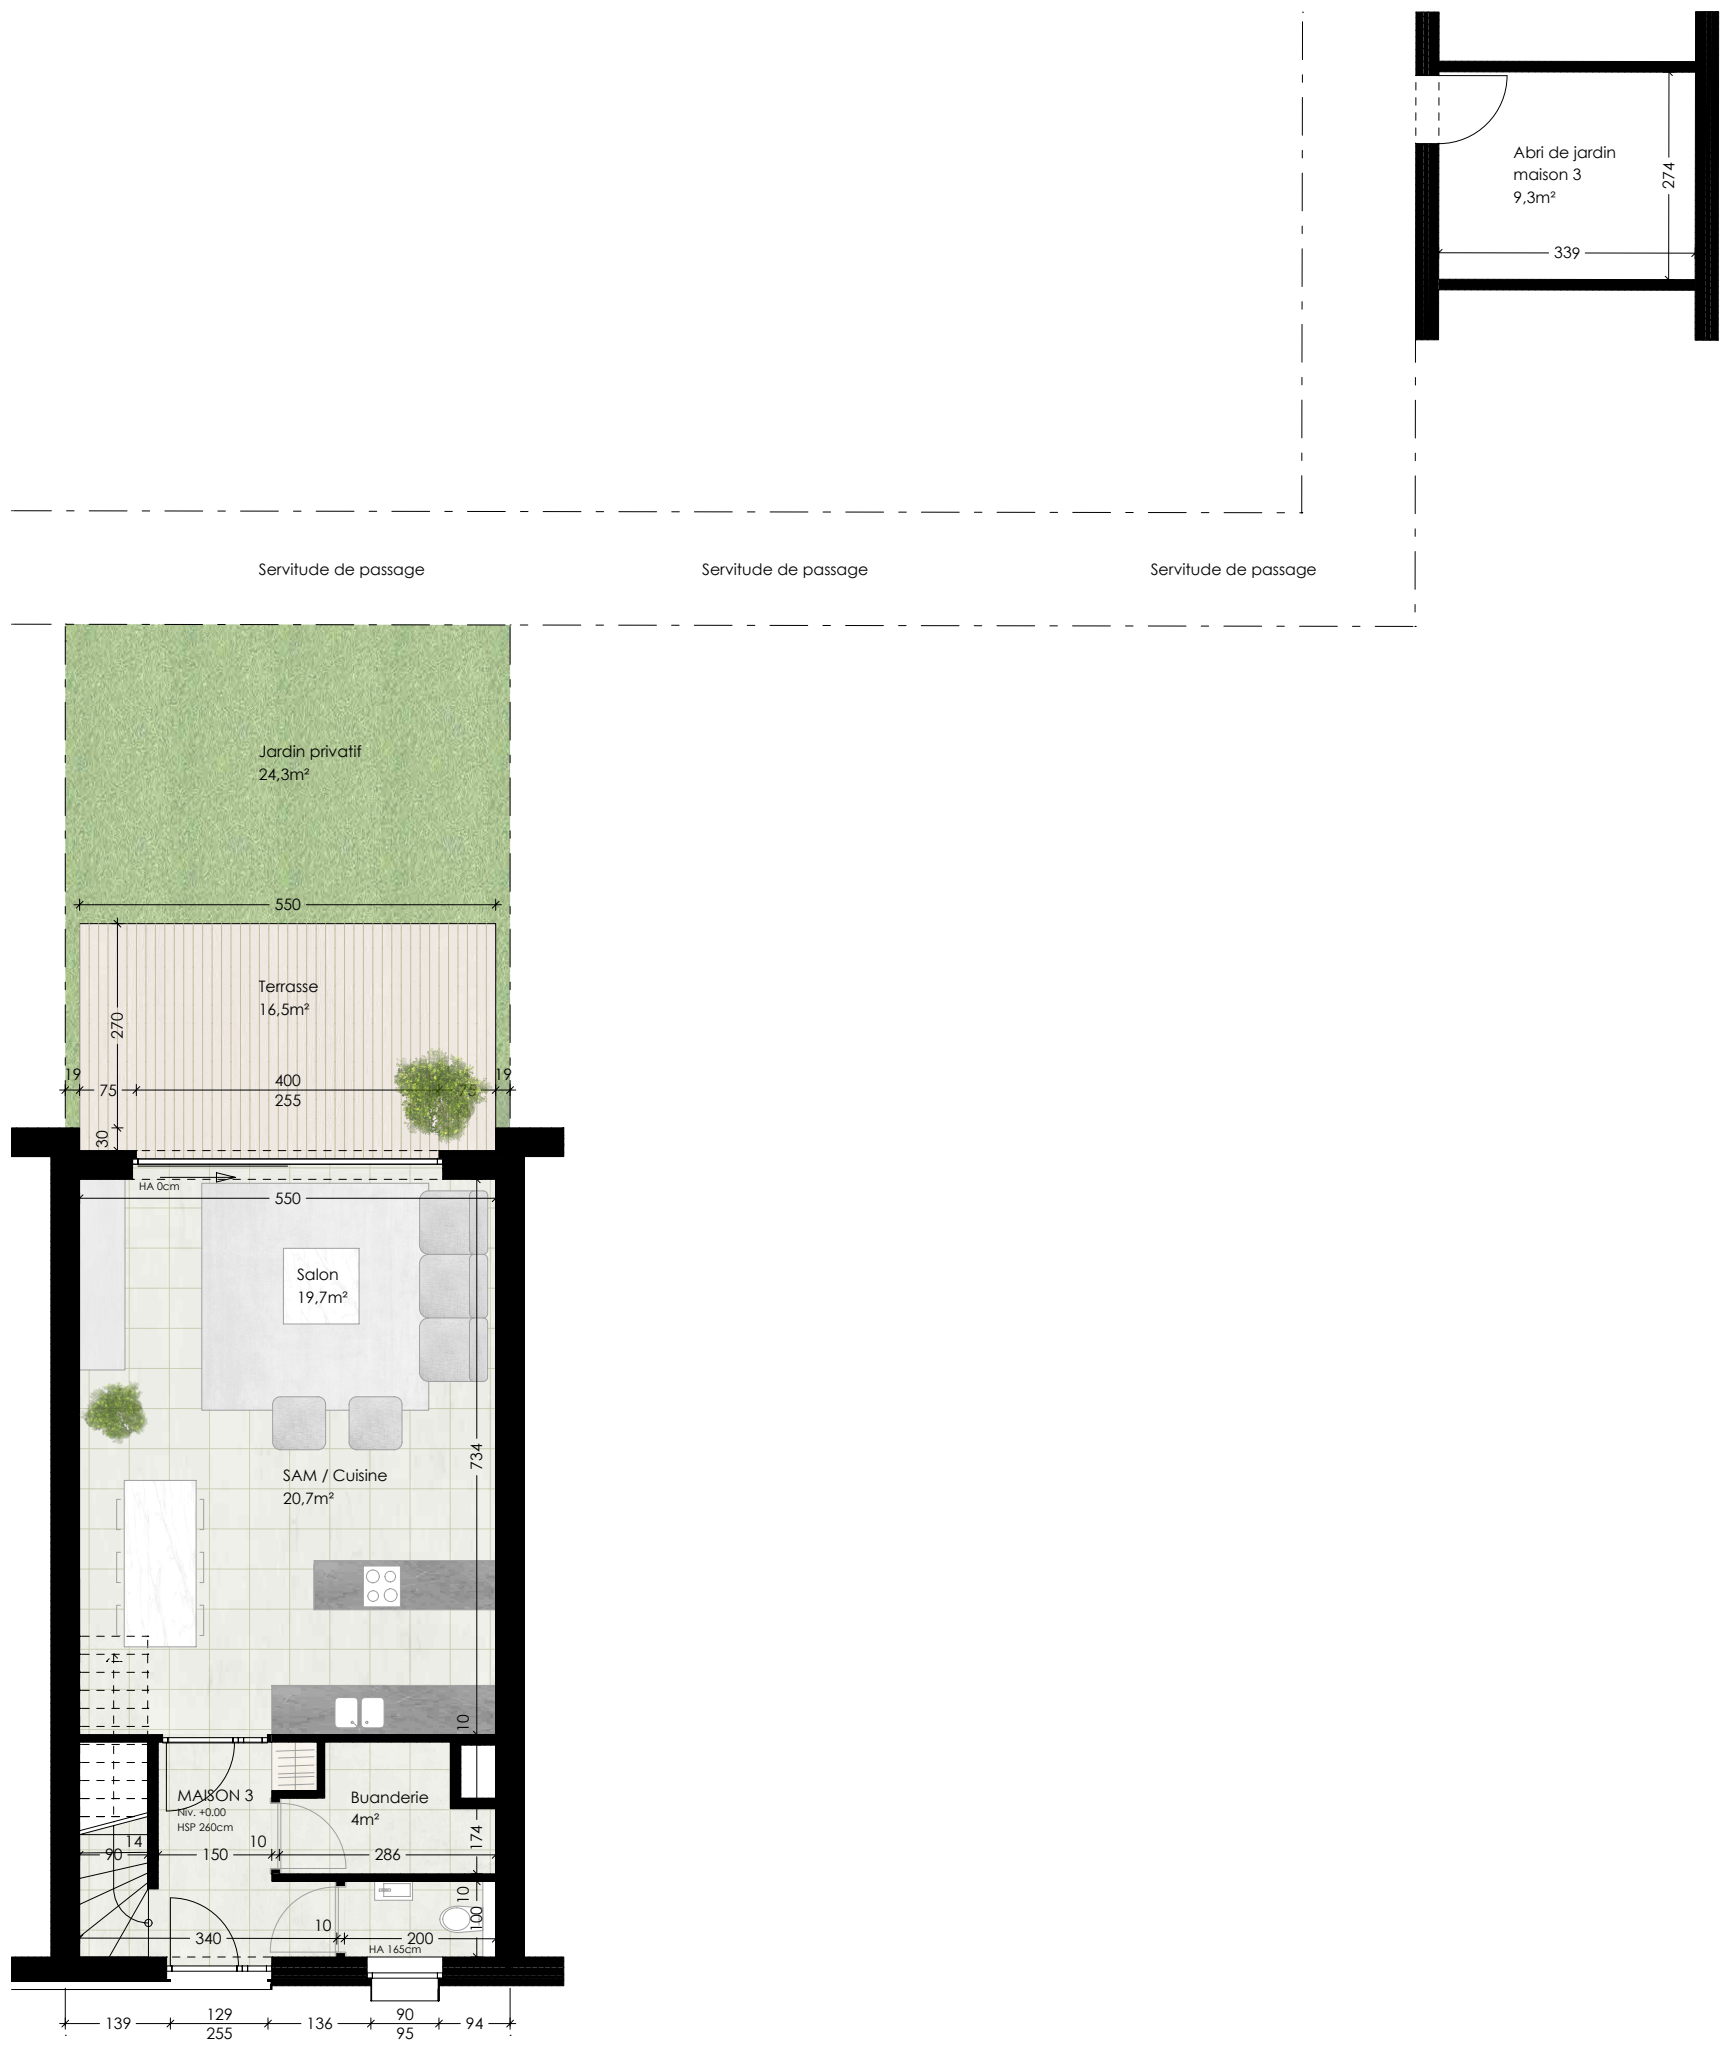 Abri de jardin
maison 3
9,3m²
274
339
Servitude de passage
Servitude de passage
Servitude de passage
Jardin privatif
24,3m²
550
Terrasse
16,5m²
270
19
75
400
255
75
19
30
HA 0cm
550
Salon
19,7m²
734
SAM / Cuisine
20,7m²
10
MAISON 3
Niv. +0.00
HSP 260cm
Buanderie
4m²
14
10
174
90
150
286
10
100
10
340
200
HA 165cm
139
129
255
136
90
95
94